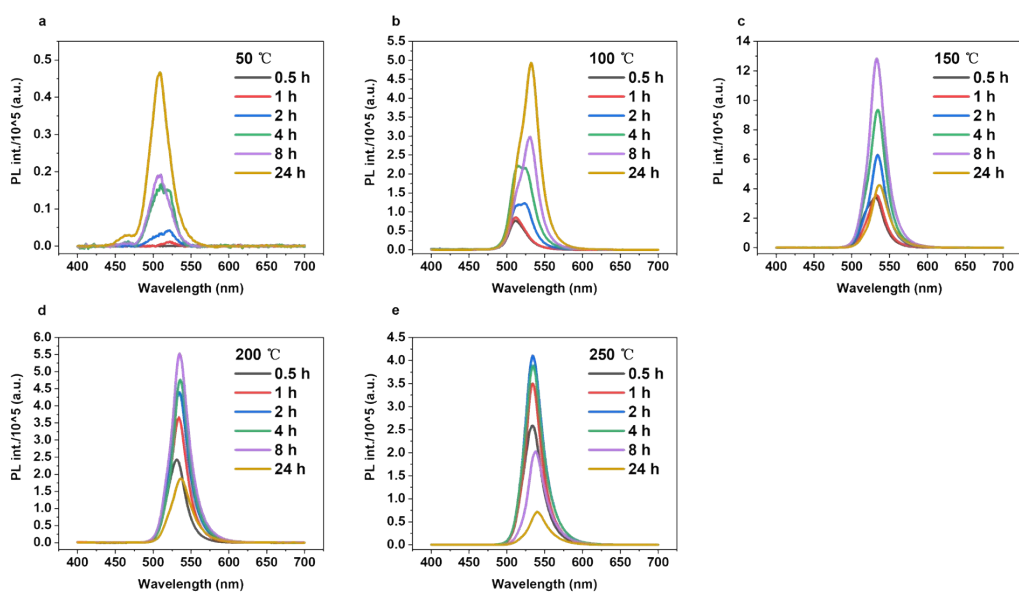 a
50 ℃
0.5 h
1 h
2 h
4 h
8 h
24 h
PL int./10^5 (a.u.)
0.5
0.4
0.3
0.2
0.1
0.0
400 450 500 550 600 650 700
Wavelength (nm)
b
100 ℃
0.5 h
1 h
2 h
4 h
8 h
24 h
PL int./10^5 (a.u.)
5.5
5.0
4.5
4.0
3.5
3.0
2.5
2.0
1.5
1.0
0.5
0.0
400 450 500 550 600 650 700
Wavelength (nm)
c
150 ℃
0.5 h
1 h
2 h
4 h
8 h
24 h
PL int./10^5 (a.u.)
14
12
10
8
6
4
2
0
400 450 500 550 600 650 700
Wavelength (nm)
d
200 ℃
0.5 h
1 h
2 h
4 h
8 h
24 h
PL int./10^5 (a.u.)
6.0
5.5
5.0
4.5
4.0
3.5
3.0
2.5
2.0
1.5
1.0
0.5
0.0
400 450 500 550 600 650 700
Wavelength (nm)
e
250 ℃
0.5 h
1 h
2 h
4 h
8 h
24 h
PL int./10^5 (a.u.)
4.5
4.0
3.5
3.0
2.5
2.0
1.5
1.0
0.5
0.0
400 450 500 550 600 650 700
Wavelength (nm)